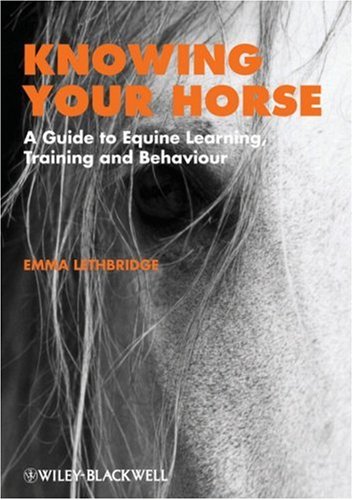 KNOWING
YOUR HORSE
A Guide to Equine Learning,
Training and Behaviour
EMMA LETHBRIDGE
WILEY-BLACKWELL